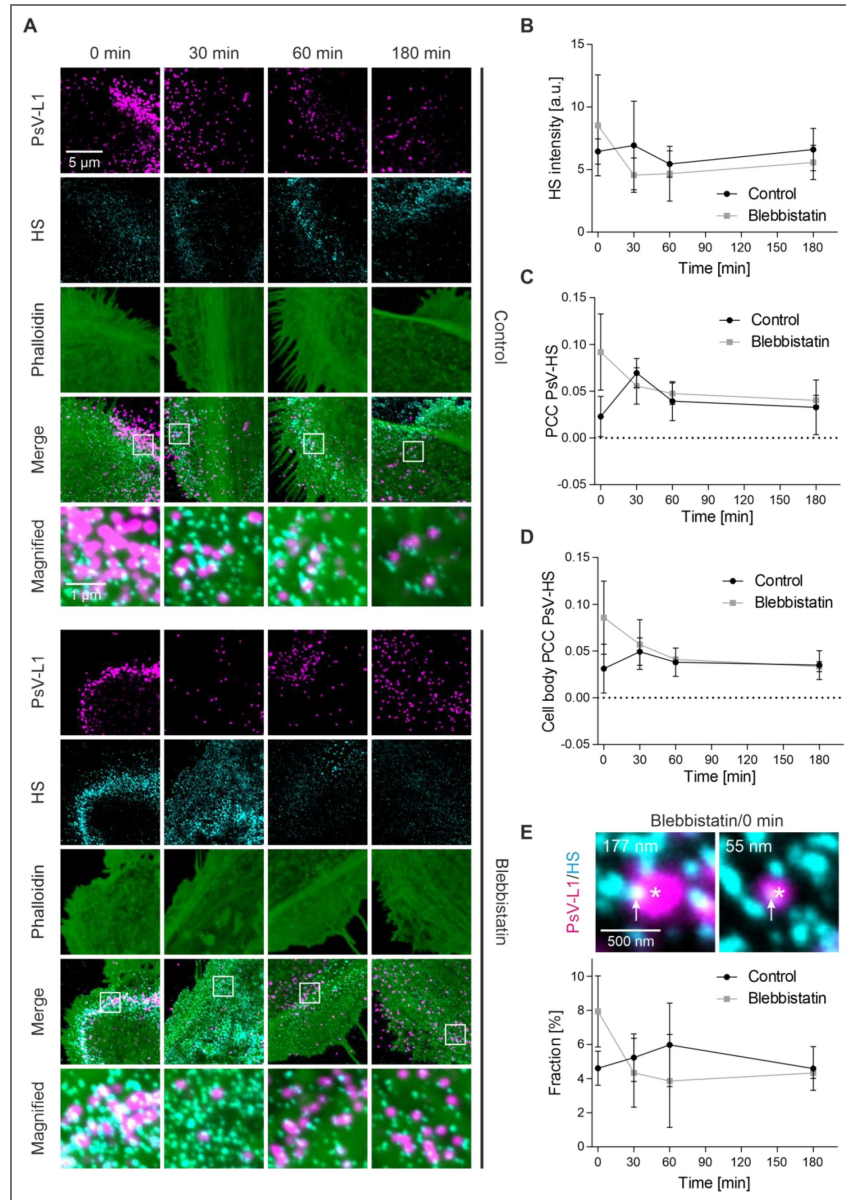 A
0 min 30 min 60 min 180 min
PsV-L1
5 µm
HS
Phalloidin
Merge
Magnified
1 µm
Control
PsV-L1
HS
Phalloidin
Merge
Magnified
Blebbistatin
B
HS intensity [a.u.]
15
10
5
0
Control
Blebbistatin
0 30 60 90 120 150 180
Time [min]
C
PCC PsV-HS
0.15
0.10
0.05
0.00
-0.05
Control
Blebbistatin
0 30 60 90 120 150 180
Time [min]
D
Cell body PCC PsV-HS
0.15
0.10
0.05
0.00
-0.05
Control
Blebbistatin
0 30 60 90 120 150 180
Time [min]
E
Blebbistatin/0 min
PsV-L1/HS
177 nm 55 nm
* *
500 nm
Fraction [%]
10
8
6
4
2
0
Control
Blebbistatin
0 30 60 90 120 150 180
Time [min]